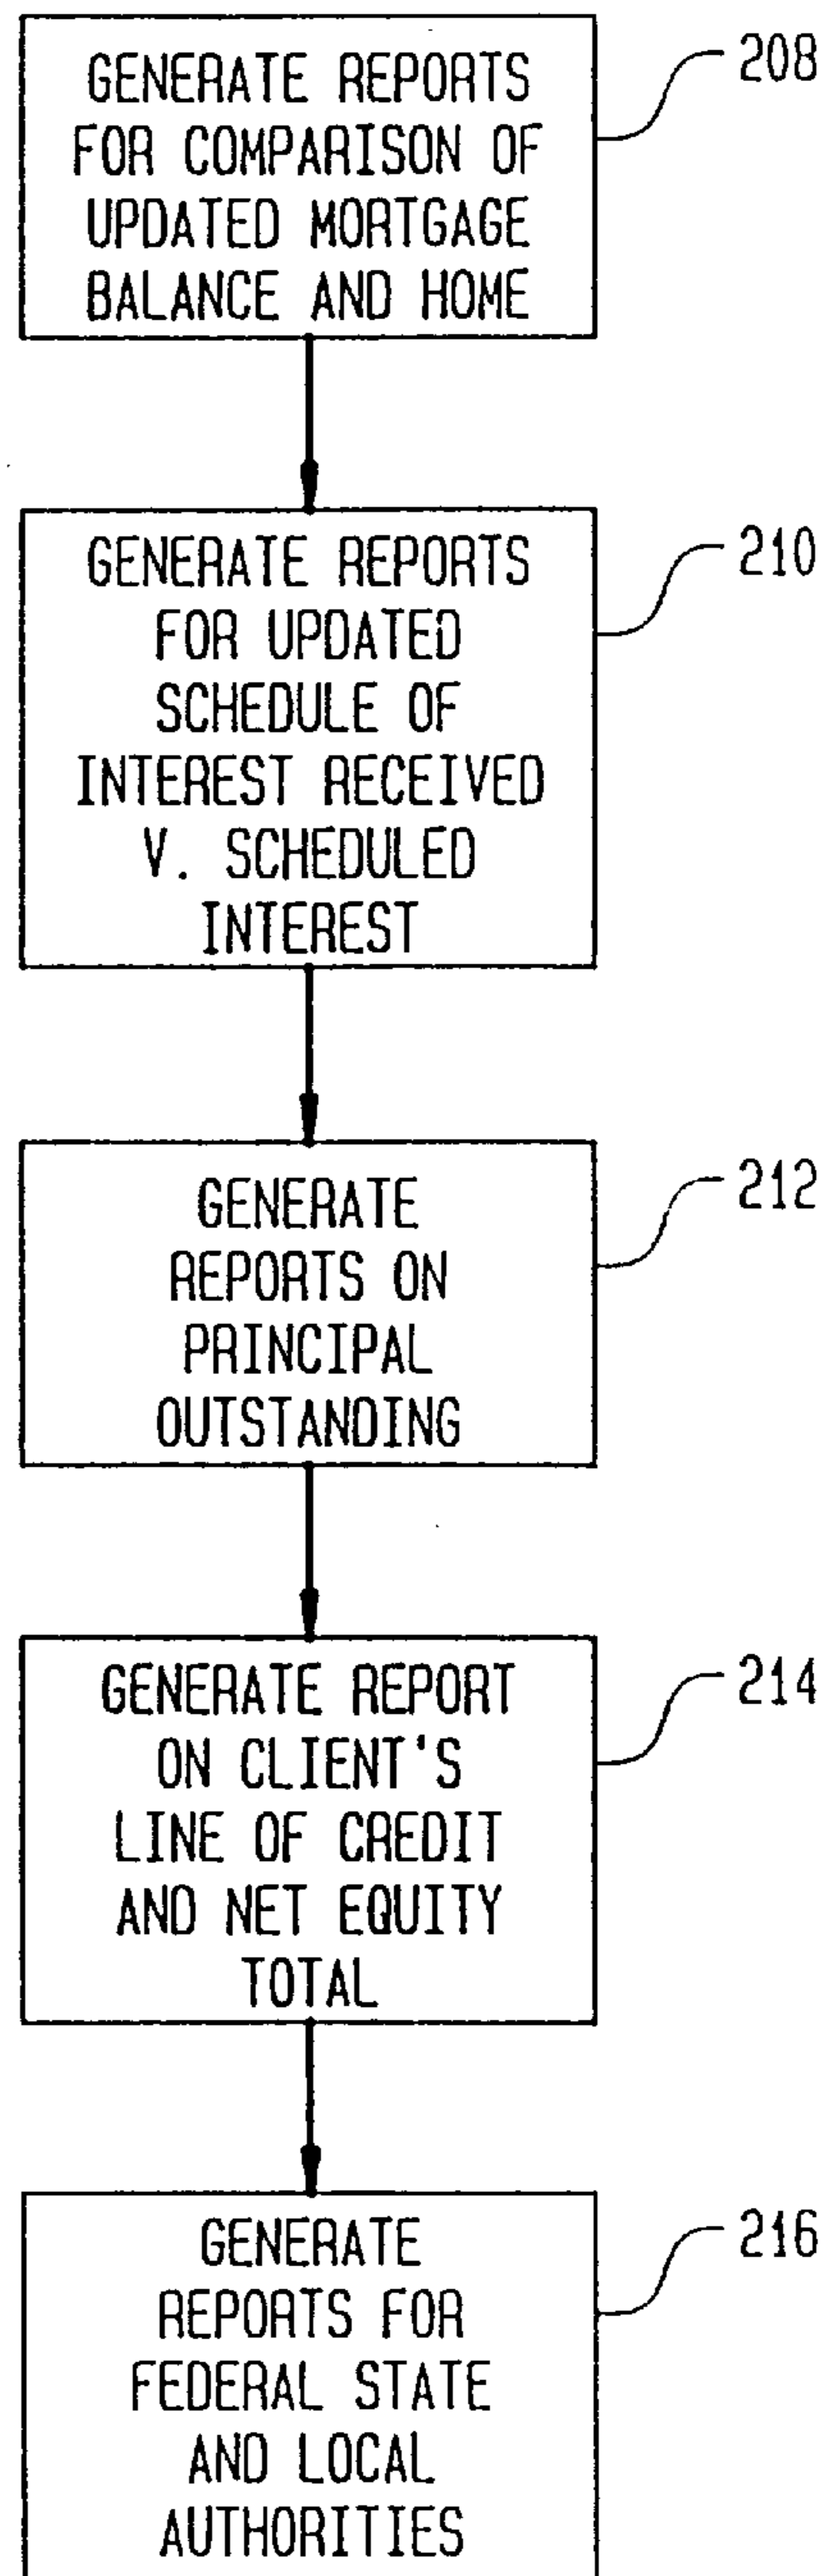 GENERATE REPORTS
FOR COMPARISON OF
UPDATED MORTGAGE
BALANCE AND HOME
208
GENERATE REPORTS
FOR UPDATED
SCHEDULE OF
INTEREST RECEIVED
V. SCHEDULED
INTEREST
210
GENERATE
REPORTS ON
PRINCIPAL
OUTSTANDING
212
GENERATE REPORT
ON CLIENT'S
LINE OF CREDIT
AND NET EQUITY
TOTAL
214
GENERATE
REPORTS FOR
FEDERAL STATE
AND LOCAL
AUTHORITIES
216